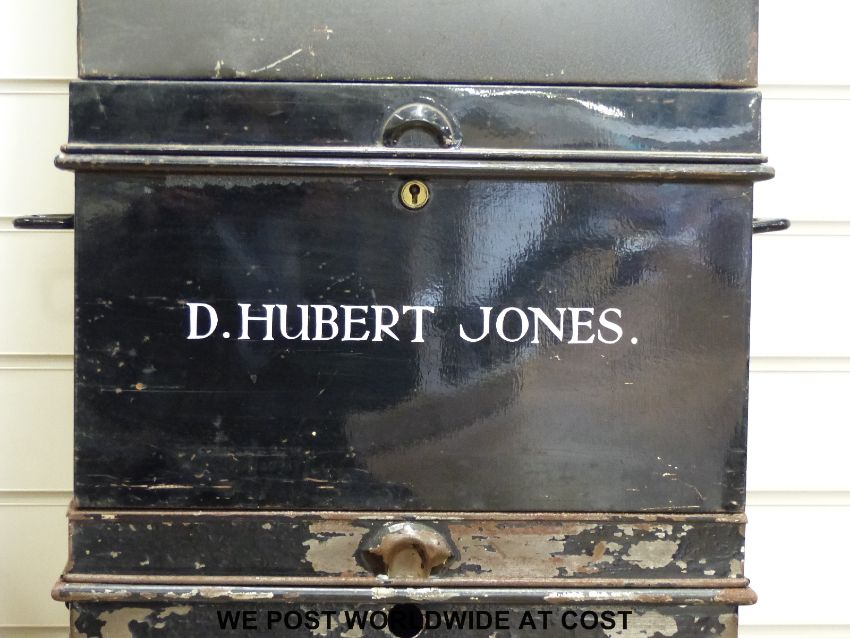 D. HUBERT JONES.
WE POST WORLDWIDE AT COST